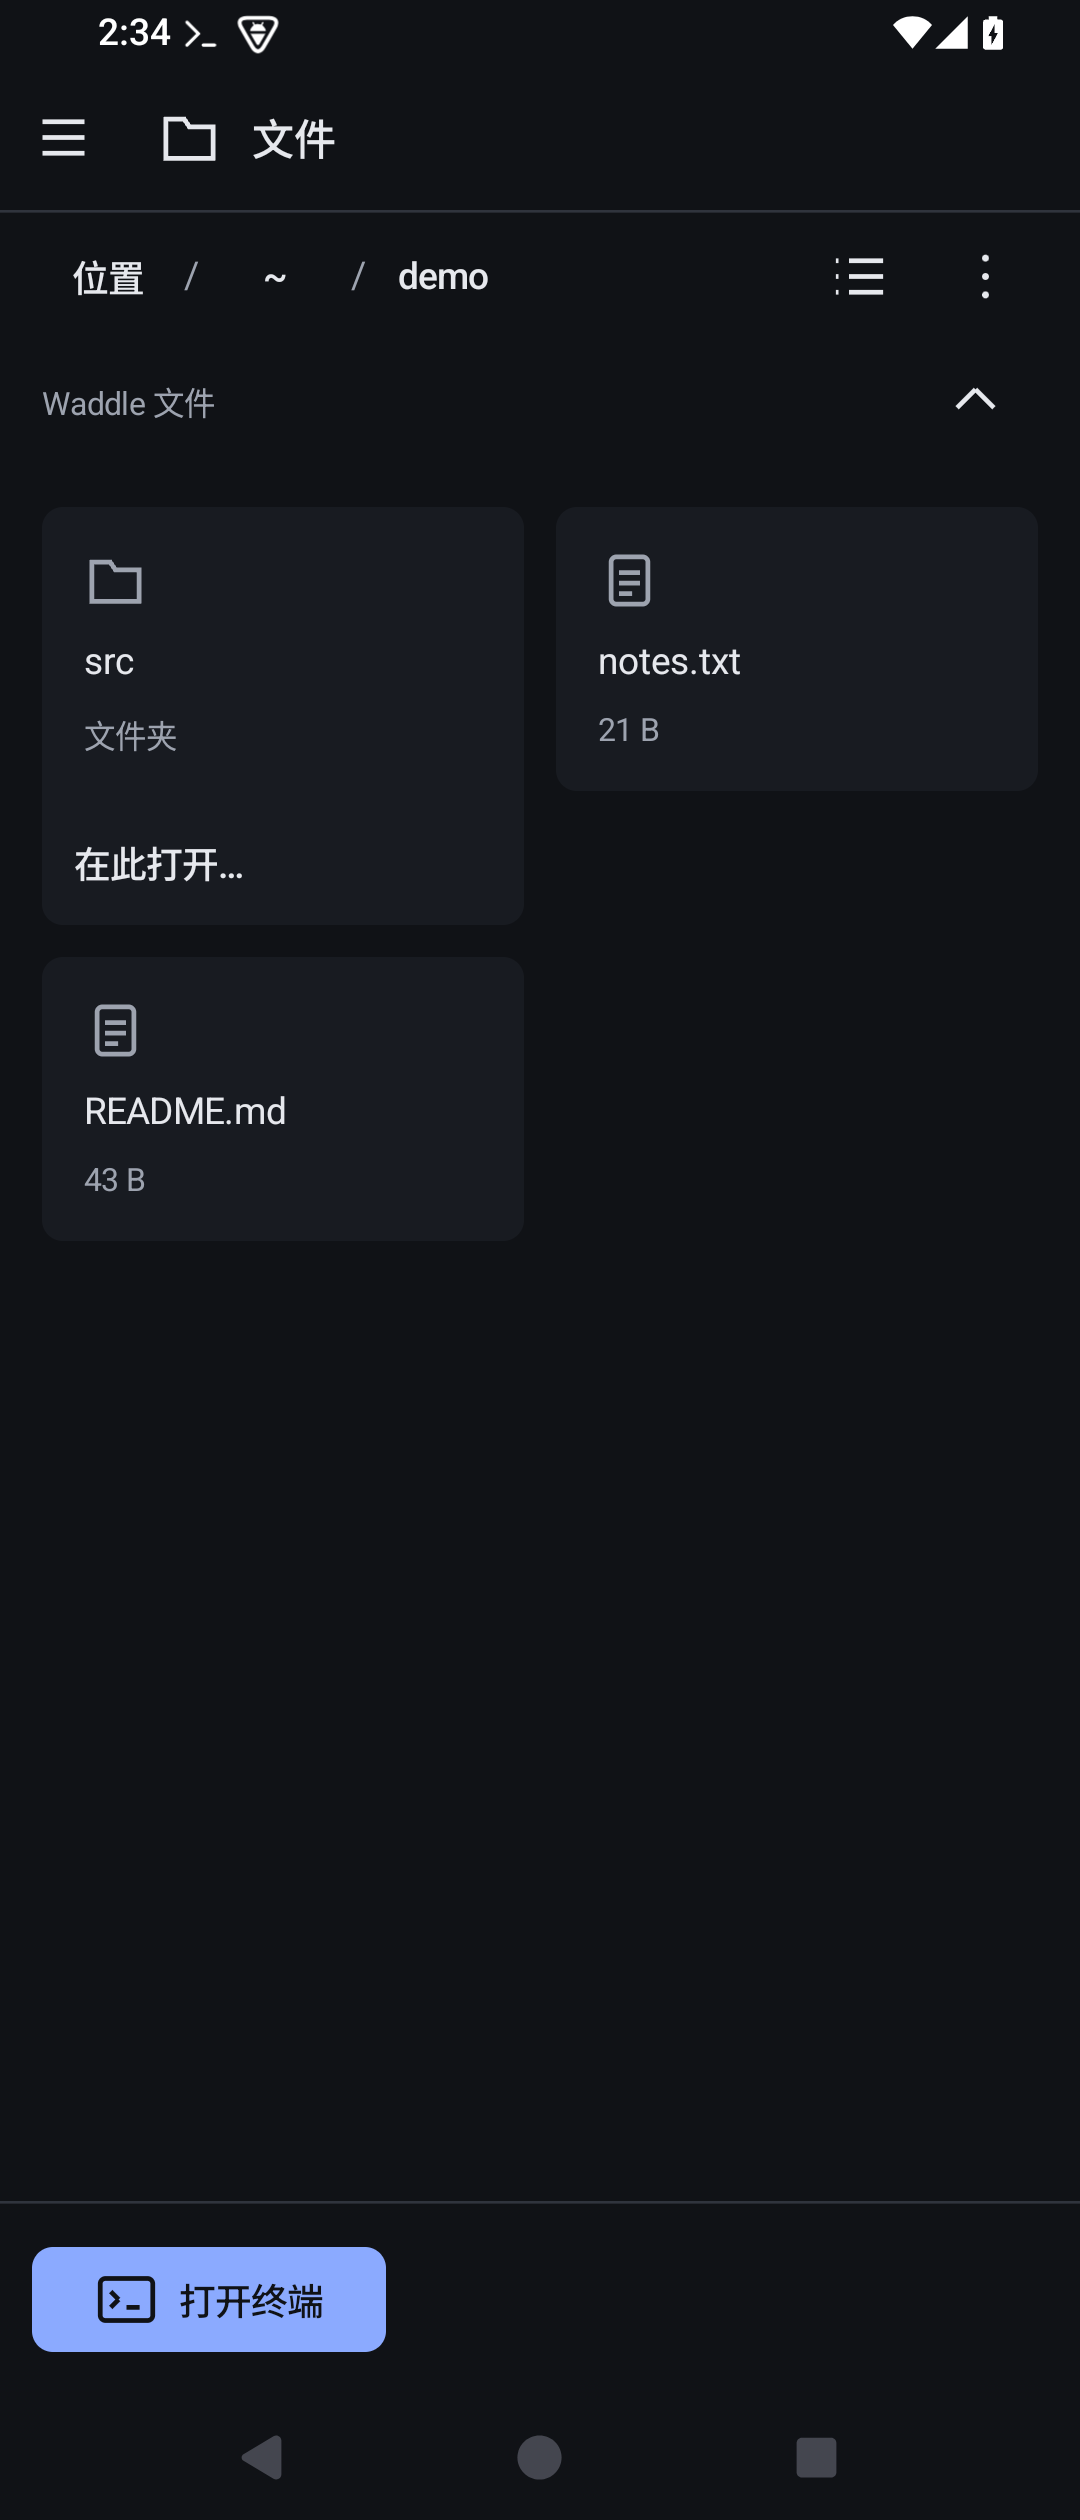 2:34
文件
位置 / ~ / demo
Waddle 文件
src
文件夹
在此打开...
notes.txt
21 B
README.md
43 B
打开终端